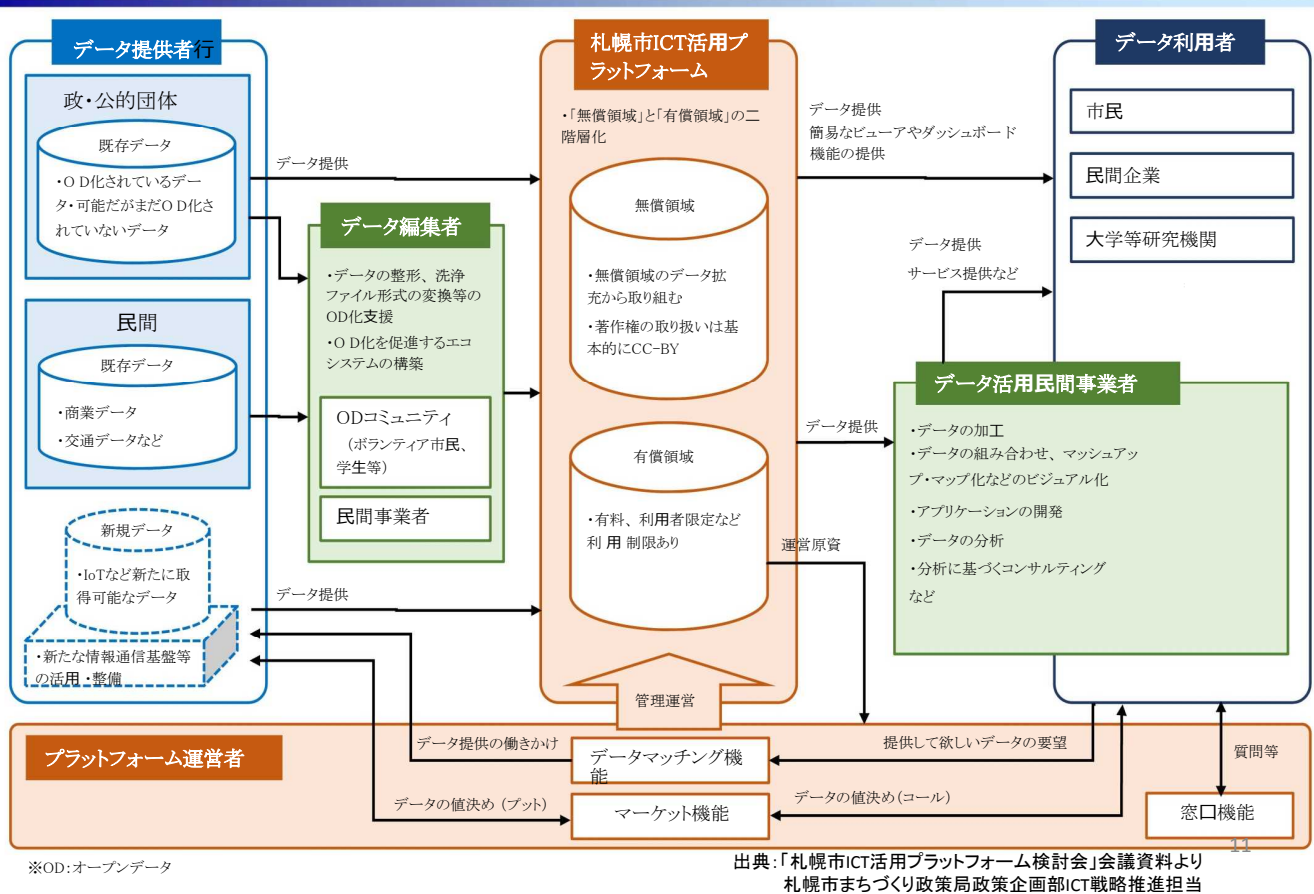 データ提供者行
政・公的団体
既存データ
・O D化されているデー
タ・可能だがまだO D化さ
れていないデータ
民間
既存データ
・商業データ
・交通データなど
新規データ
・IoTなど新たに取
得可能なデータ
・新たな情報通信基盤等
の活用・整備
データ提供
データ編集者
・データの整形、洗浄
ファイル形式の変換等の
OD化支援
・O D化を促進するエコ
システムの構築
ODコミュニティ
(ボランティア市民、
学生等)
民間事業者
データ提供
札幌市ICT活用プ
ラットフォーム
・「無償領域」と「有償領域」の二
階層化
無償領域
・無償領域のデータ拡
充から取り組む
・著作権の取り扱いは基
本的にCC-BY
有償領域
・有料、利用者限定など
利 用 制限あり
管理運営
データ提供
簡易なビューアやダッシュボード
機能の提供
データ提供
サービス提供など
データ提供
運営原資
データ利用者
市民
民間企業
大学等研究機関
データ活用民間事業者
・データの加工
・データの組み合わせ、マッシュアッ
プ・マップ化などのビジュアル化
・アプリケーションの開発
・データの分析
・分析に基づくコンサルティング
など
プラットフォーム運営者
データ提供の働きかけ
データマッチング機
能
提供して欲しいデータの要望
質問等
データの値決め (プット)
マーケット機能
データの値決め(コール)
窓口機能
11
※OD:オープンデータ
出典:「札幌市ICT活用プラットフォーム検討会」会議資料より
札幌市まちづくり政策局政策企画部ICT戦略推進担当